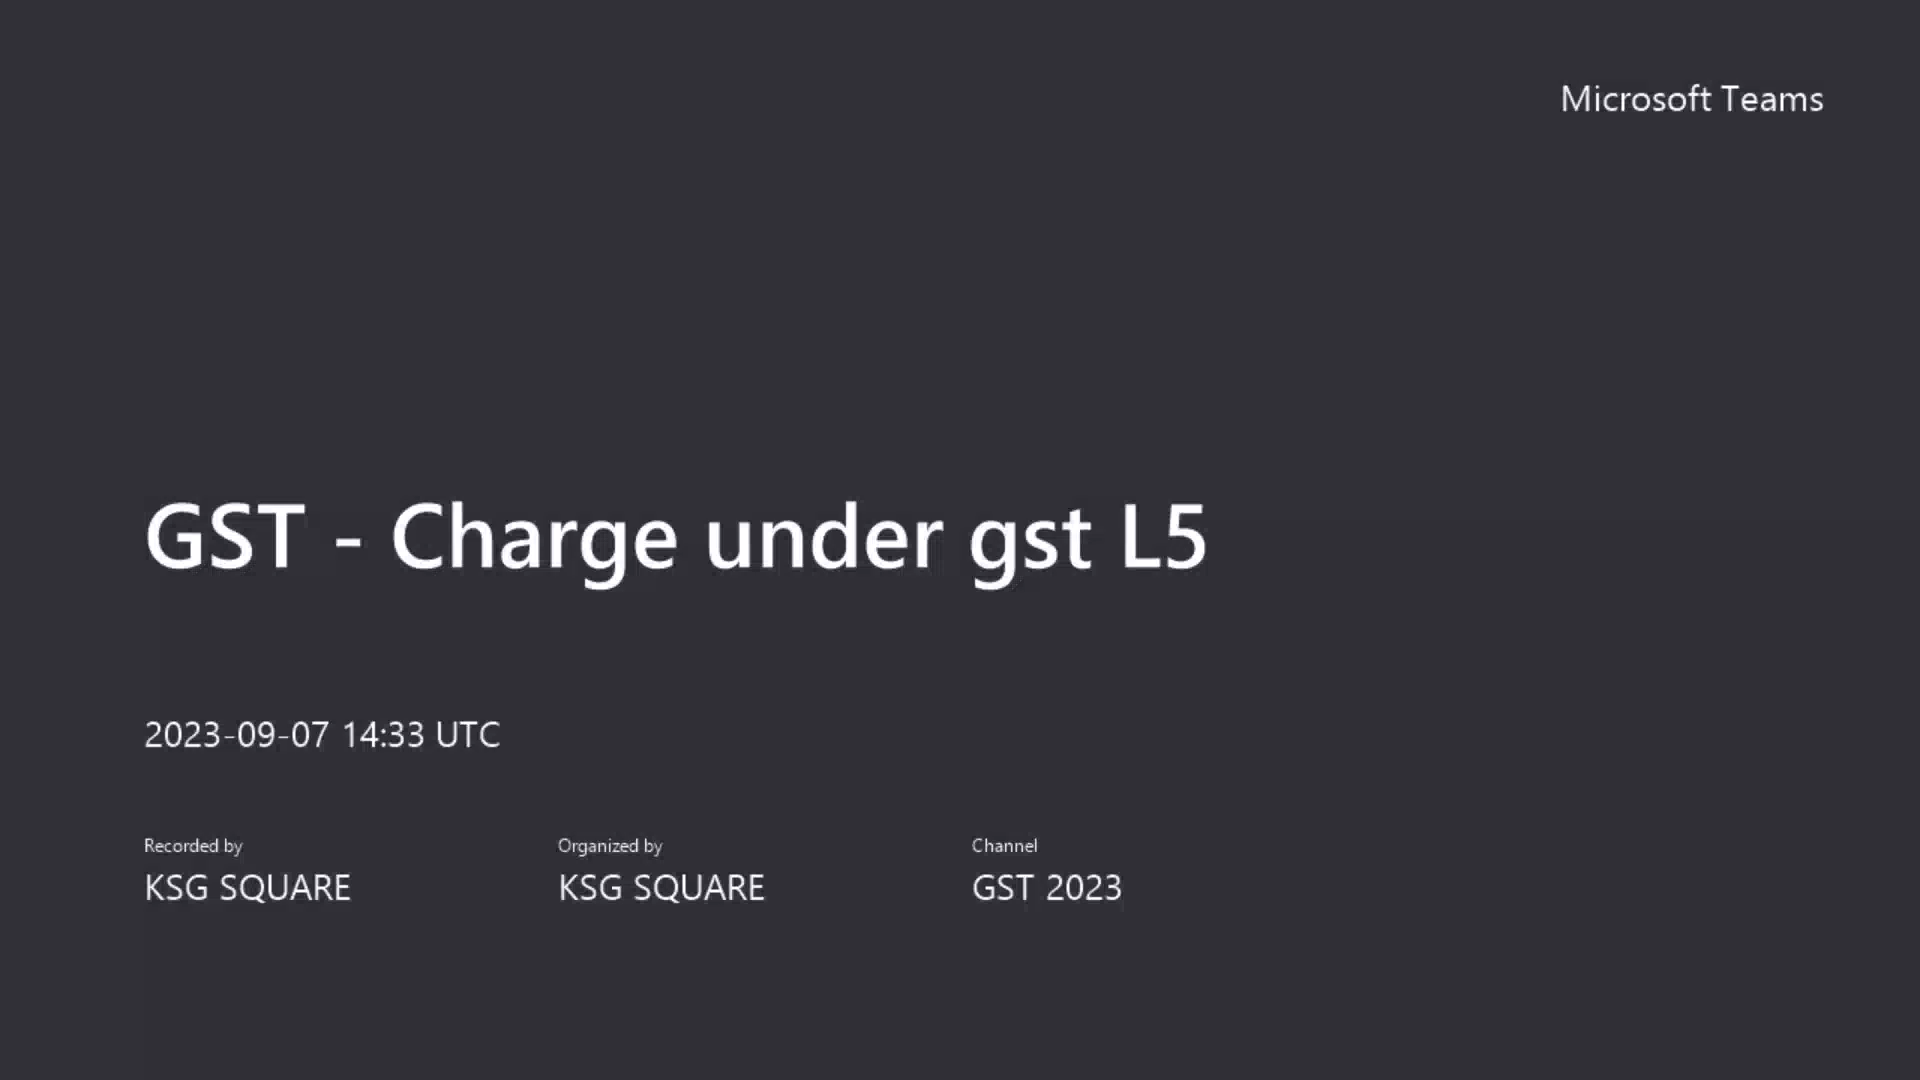 Microsoft Teams
GST - Charge under gst L5
2023-09-07 14:33 UTC
Recorded by
KSG SQUARE
Organized by
KSG SQUARE
Channel
GST 2023